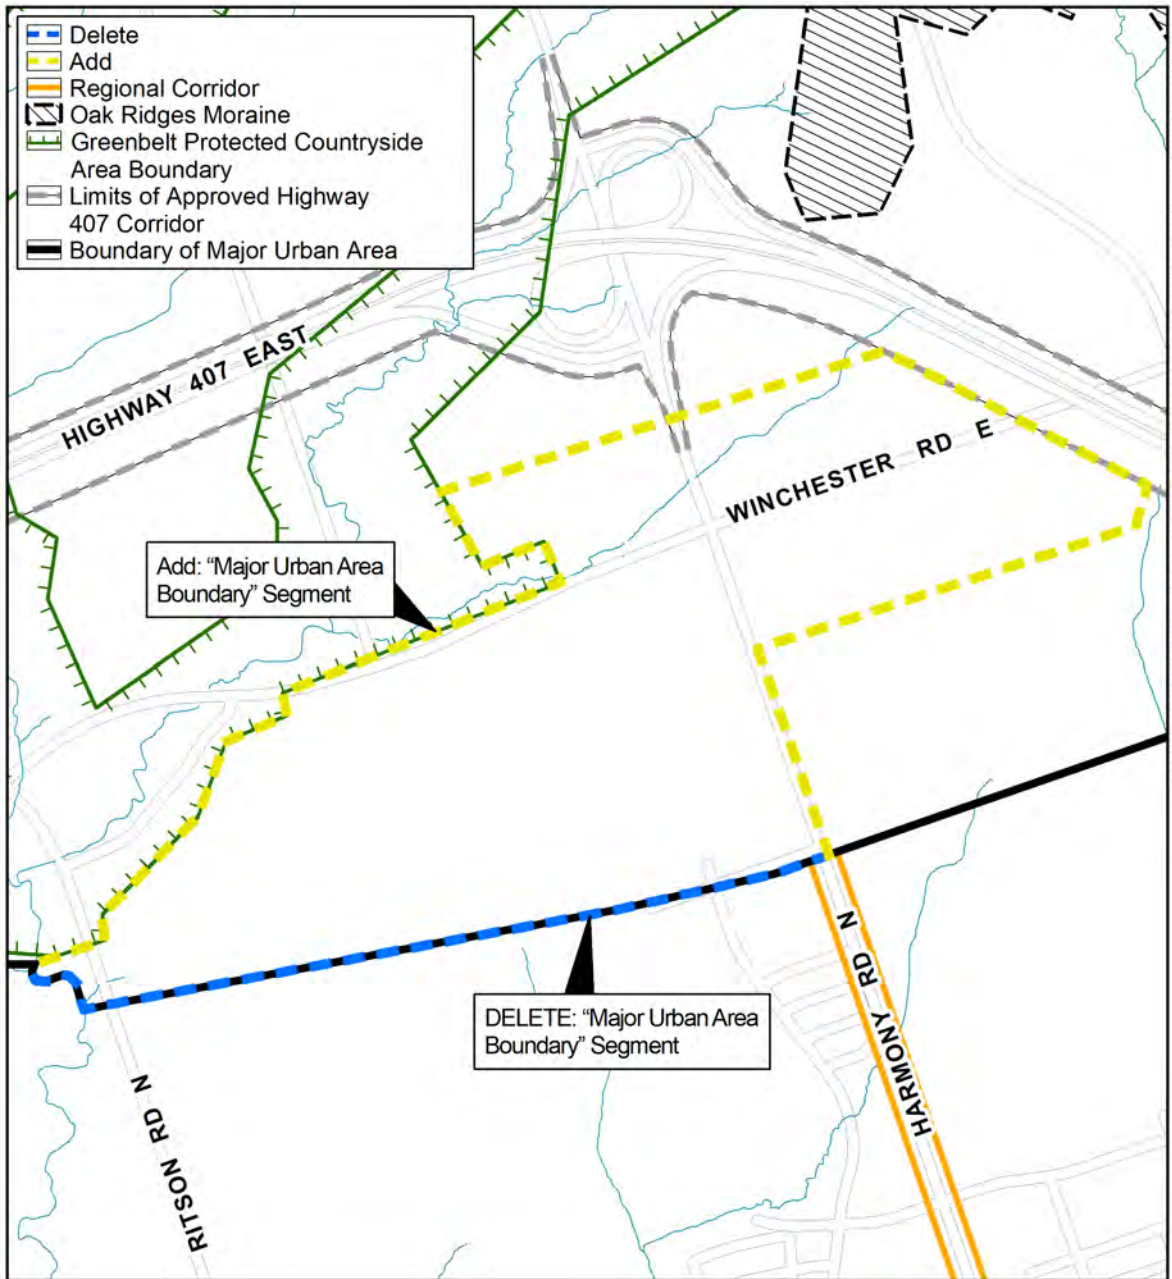 Delete
Add
Regional Corridor
Oak Ridges Moraine
Greenbelt Protected Countryside
Area Boundary
Limits of Approved Highway
407 Corridor
Boundary of Major Urban Area
HIGHWAY 407 EAST
WINCHESTER RD E
Add: “Major Urban Area
Boundary” Segment
DELETE: “Major Urban Area
Boundary” Segment
HARMONY RD N
RITSON RD N